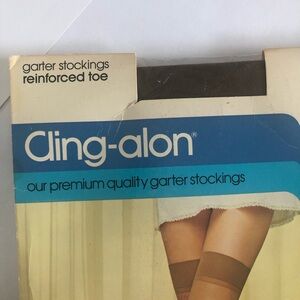 garter stockings
reinforced toe
Cling-alon®
our premium quality garter stockings